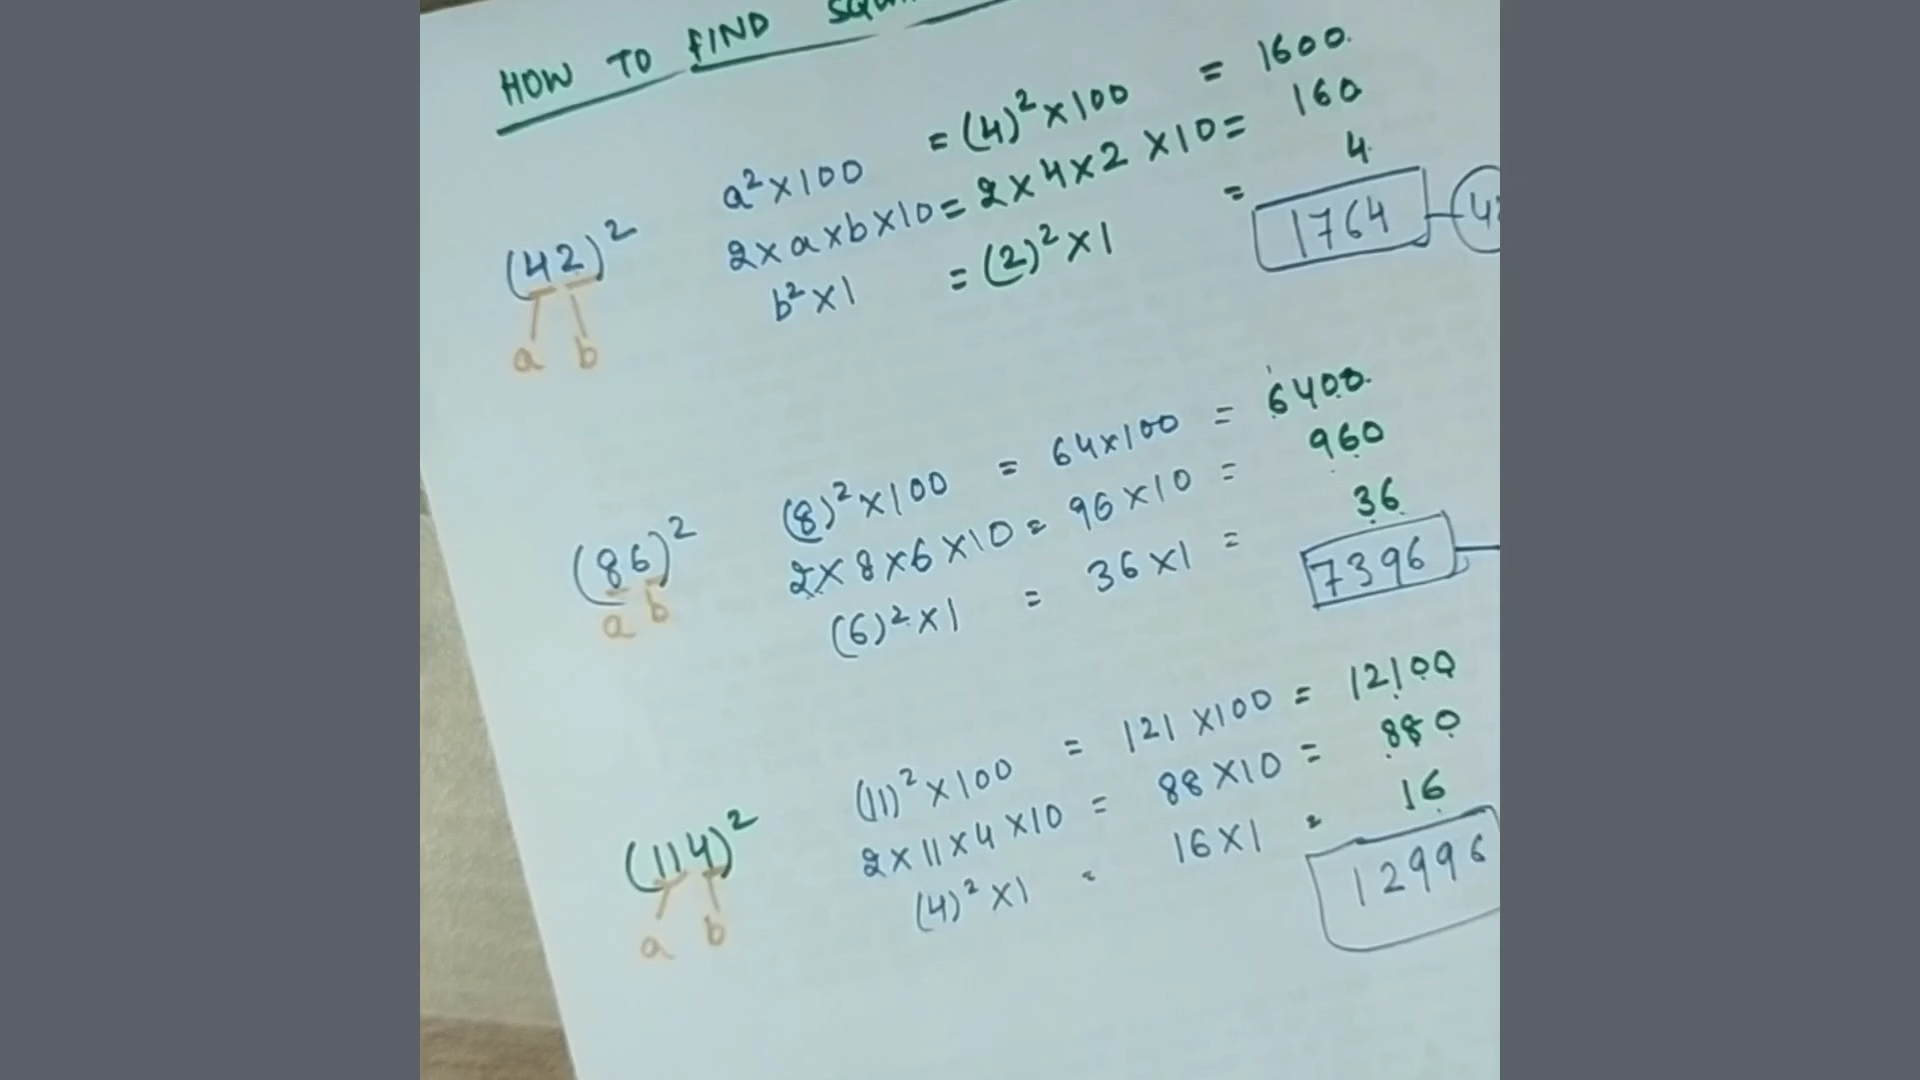 HOW TO FIND
a²×100 = (4)²×100 = 1600
(42)² 2×a×b×10 = 2×4×2×10 = 160
b²×1 = (2)²×1 = 4
a b
1764
(8)²×100 = 64×100 = 6400
(86)² 2×8×6×10 = 96×10 = 960
(6)²×1 = 36×1 = 36
a b
7396
(11)²×100 = 121×100 = 12100
(114)² 2×11×4×10 = 88×10 = 880
(4)²×1 = 16×1 = 16
a b
12996